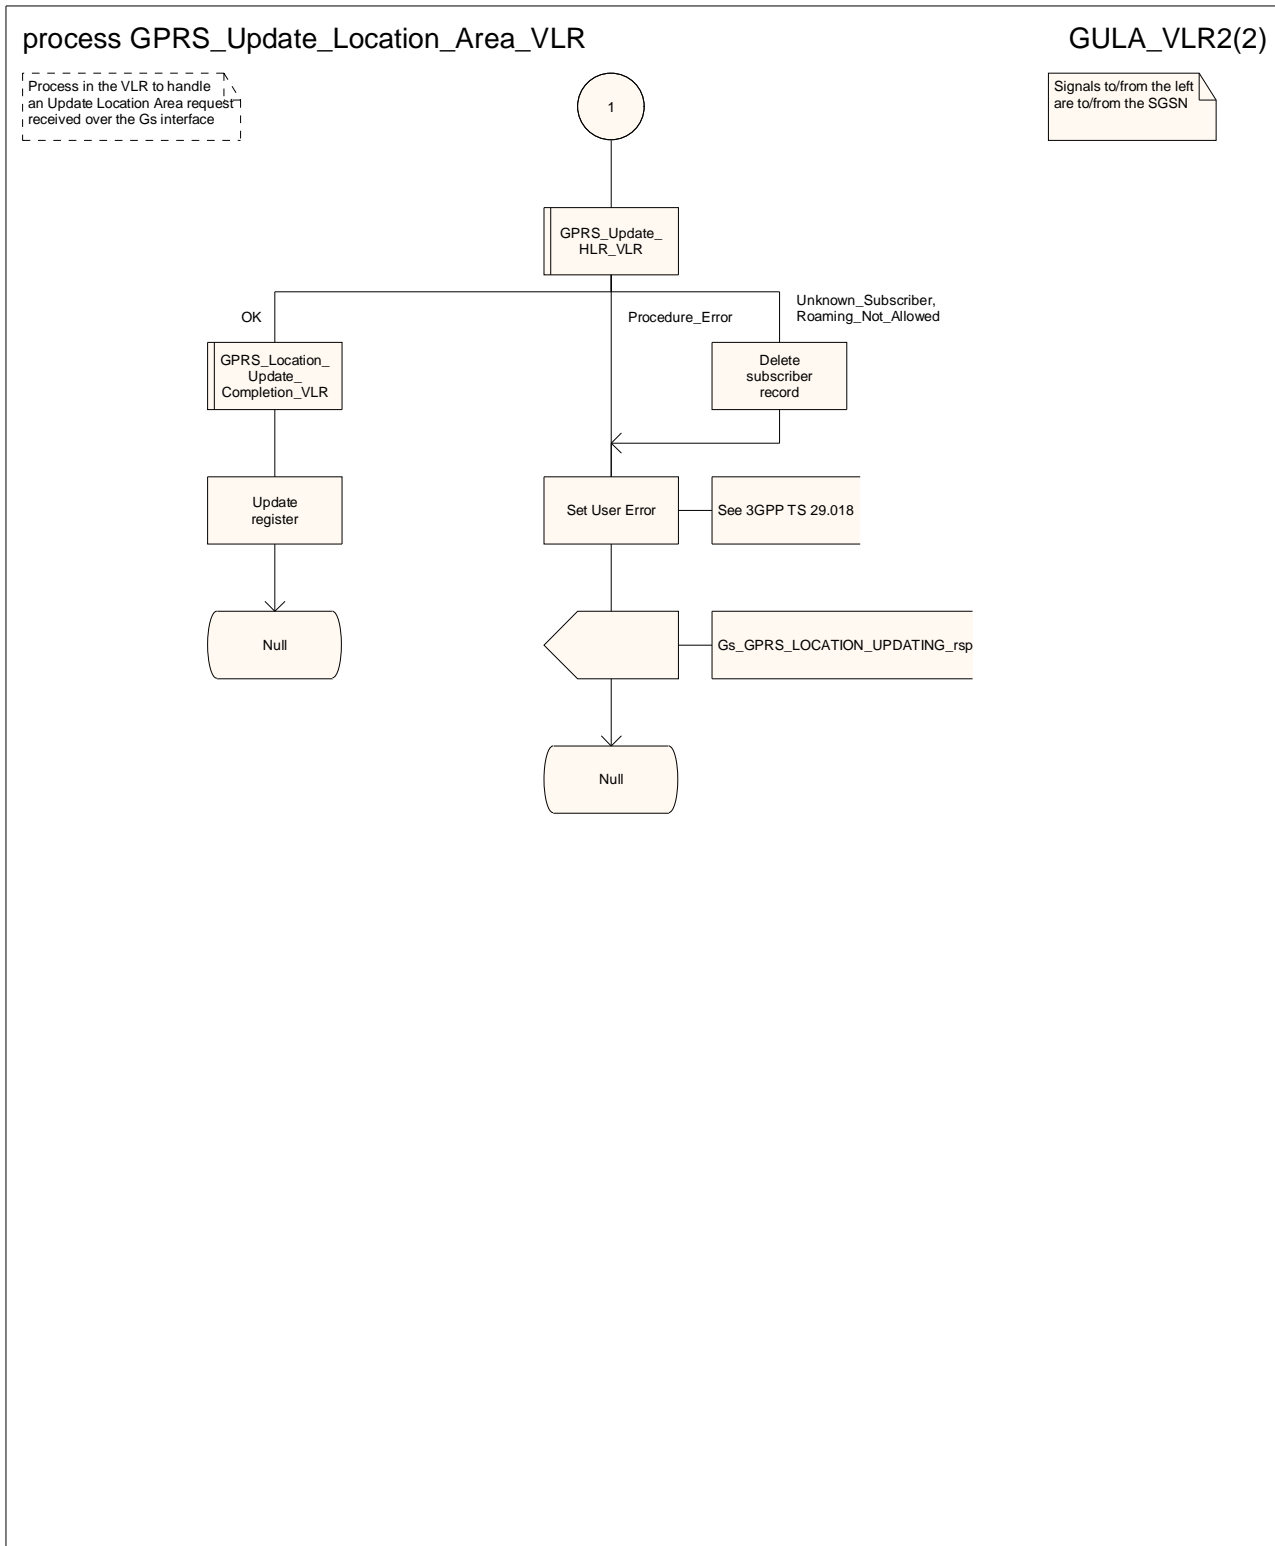 process GPRS_Update_Location_Area_VLR
GULA_VLR2(2)
Process in the VLR to handle
an Update Location Area request
received over the Gs interface
1
Signals to/from the left
are to/from the SGSN
GPRS_Update_
HLR_VLR
OK
Procedure_Error
Unknown_Subscriber,
Roaming_Not_Allowed
GPRS_Location_
Update_
Completion_VLR
Delete
subscriber
record
Update
register
Set User Error
See 3GPP TS 29.018
Null
Gs_GPRS_LOCATION_UPDATING_rsp
Null